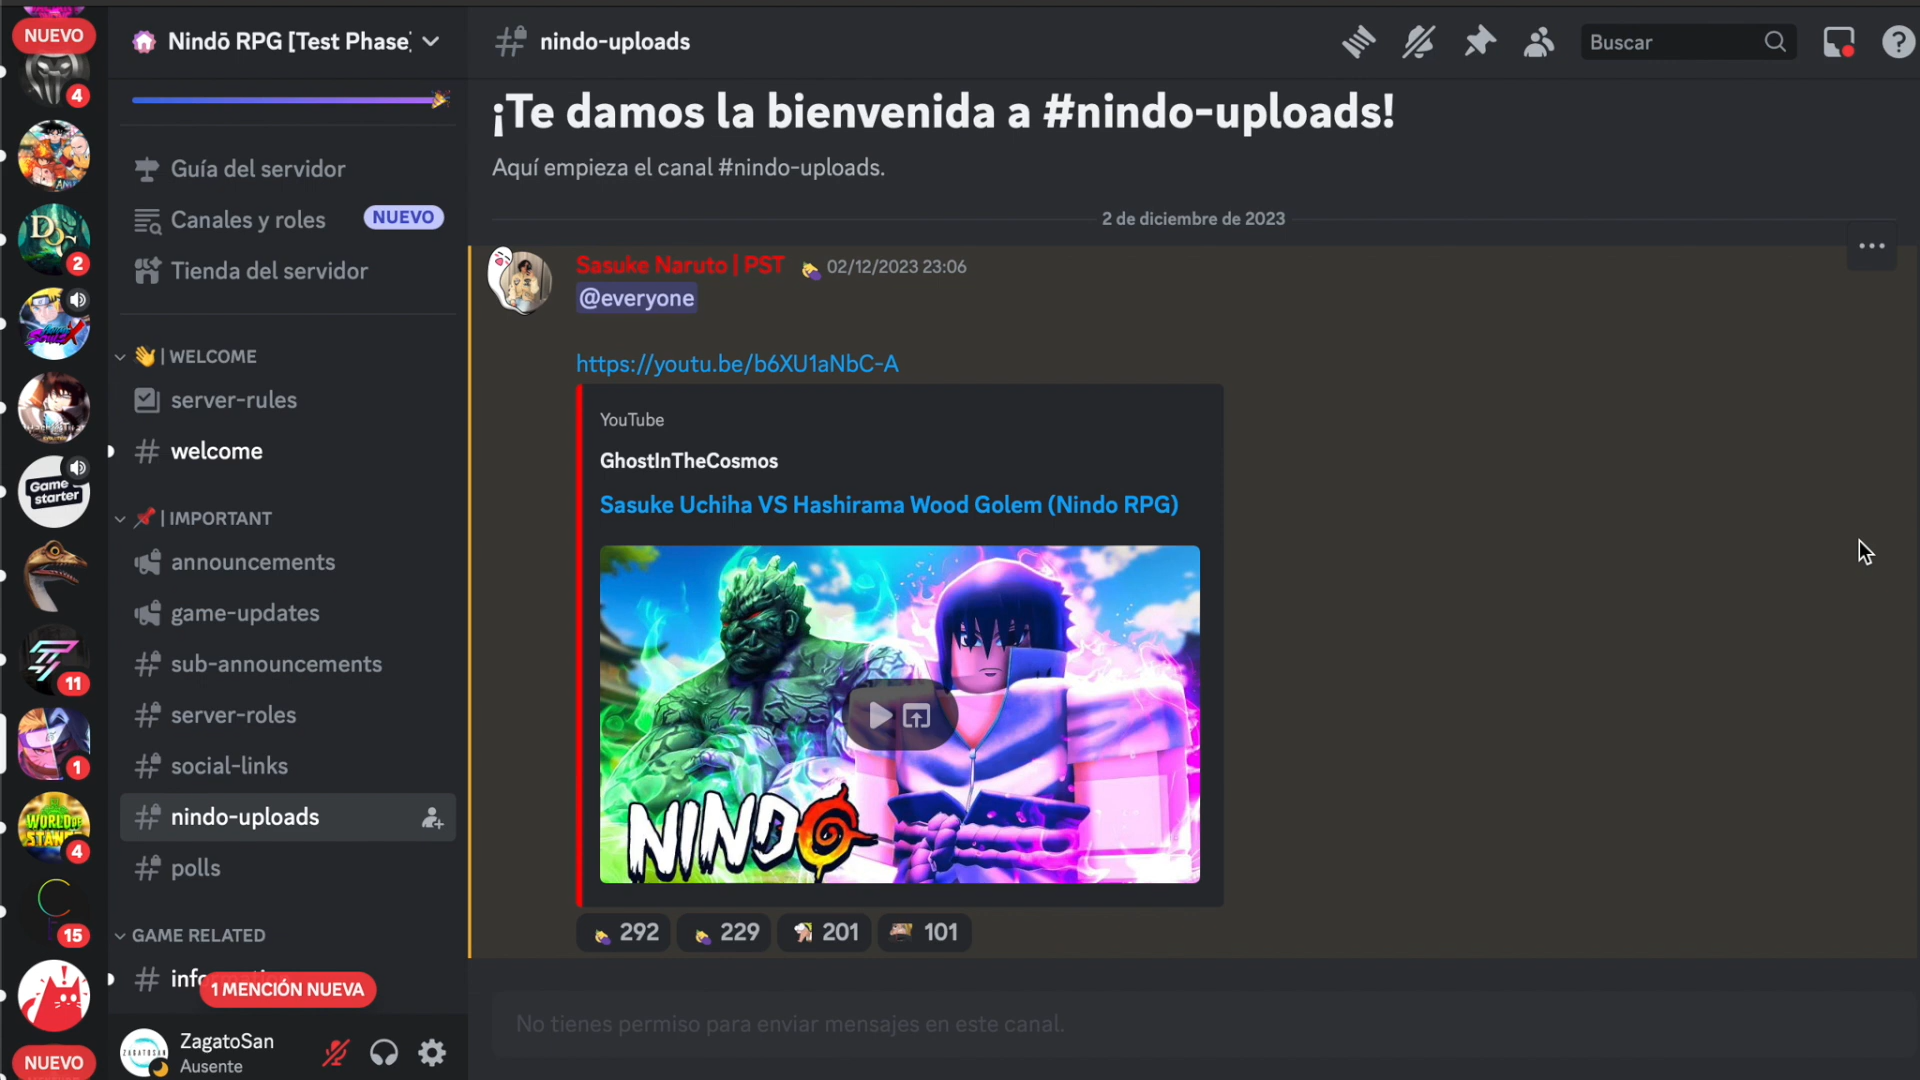 NUEVO
4
2
Game
starter
11
1
WORLD OF
STAND
4
15
NUEVO
Nindō RPG [Test Phase]
Guía del servidor
Canales y roles
NUEVO
Tienda del servidor
👋 | WELCOME
server-rules
welcome
📌 | IMPORTANT
announcements
game-updates
sub-announcements
server-roles
social-links
nindo-uploads
polls
GAME RELATED
1 MENCIÓN NUEVA
ZagatoSan
Ausente
nindo-uploads
Buscar
¡Te damos la bienvenida a #nindo-uploads!
Aquí empieza el canal #nindo-uploads.
2 de diciembre de 2023
Sasuke Naruto | PST 02/12/2023 23:06
@everyone
https://youtu.be/b6XU1aNbC-A
YouTube
GhostInTheCosmos
Sasuke Uchiha VS Hashirama Wood Golem (Nindo RPG)
NINDO
292 229 201 101
No tienes permiso para enviar mensajes en este canal.